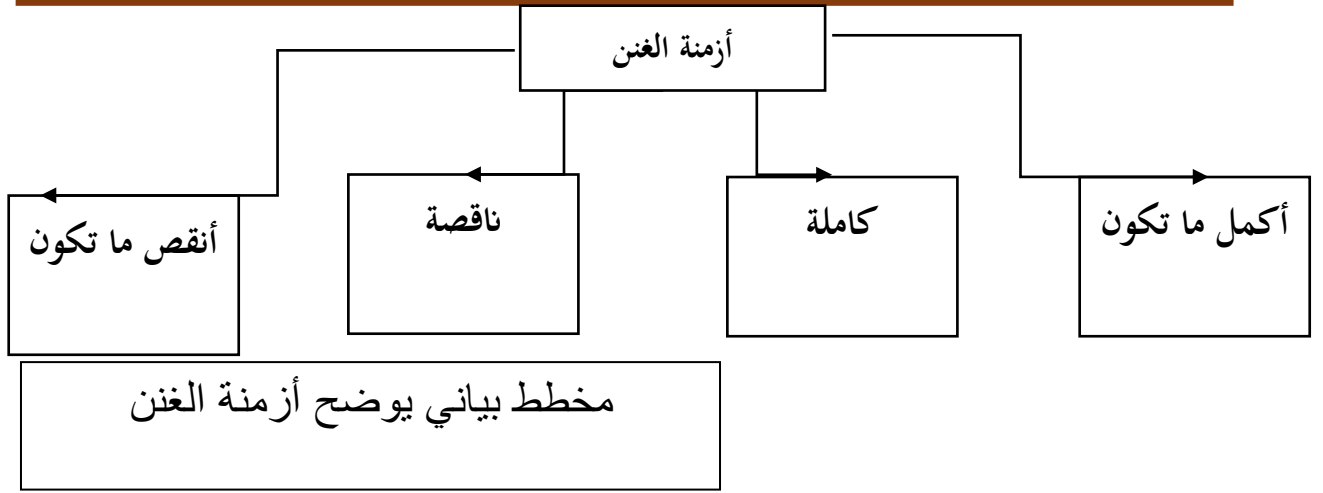 أزمنة الغنن
أكمل ما تكون
كاملة
ناقصة
أنقص ما تكون
مخطط بياني يوضح أزمنة الغنن